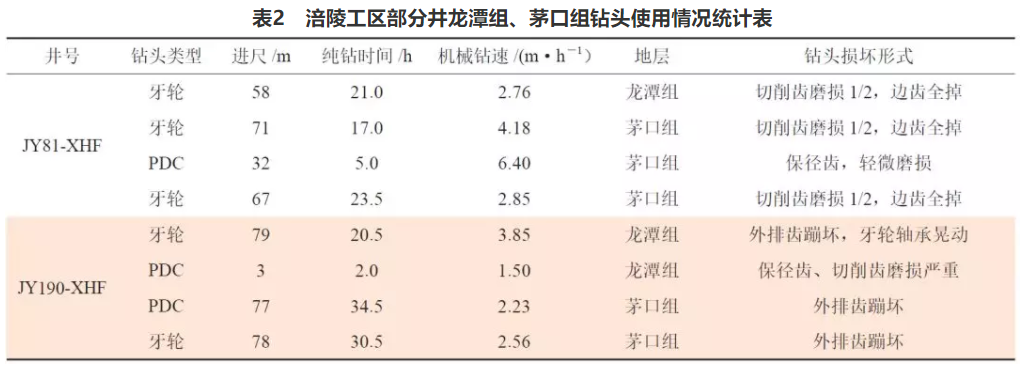 表2 涪陵工区部分井龙潭组、茅口组钻头使用情况统计表
井号 钻头类型 进尺 /m 纯钻时间 /h 机械钻速 /(m·h⁻¹) 地层 钻头损坏形式
牙轮 58 21.0 2.76 龙潭组 切削齿磨损 1/2，边齿全掉
牙轮 71 17.0 4.18 茅口组 切削齿磨损 1/2，边齿全掉
JY81-XHF
PDC 32 5.0 6.40 茅口组 保径齿，轻微磨损
牙轮 67 23.5 2.85 茅口组 切削齿磨损 1/2，边齿全掉
牙轮 79 20.5 3.85 龙潭组 外排齿蹦坏，牙轮轴承晃动
PDC 3 2.0 1.50 龙潭组 保径齿、切削齿磨损严重
JY190-XHF
PDC 77 34.5 2.23 茅口组 外排齿蹦坏
牙轮 78 30.5 2.56 茅口组 外排齿蹦坏